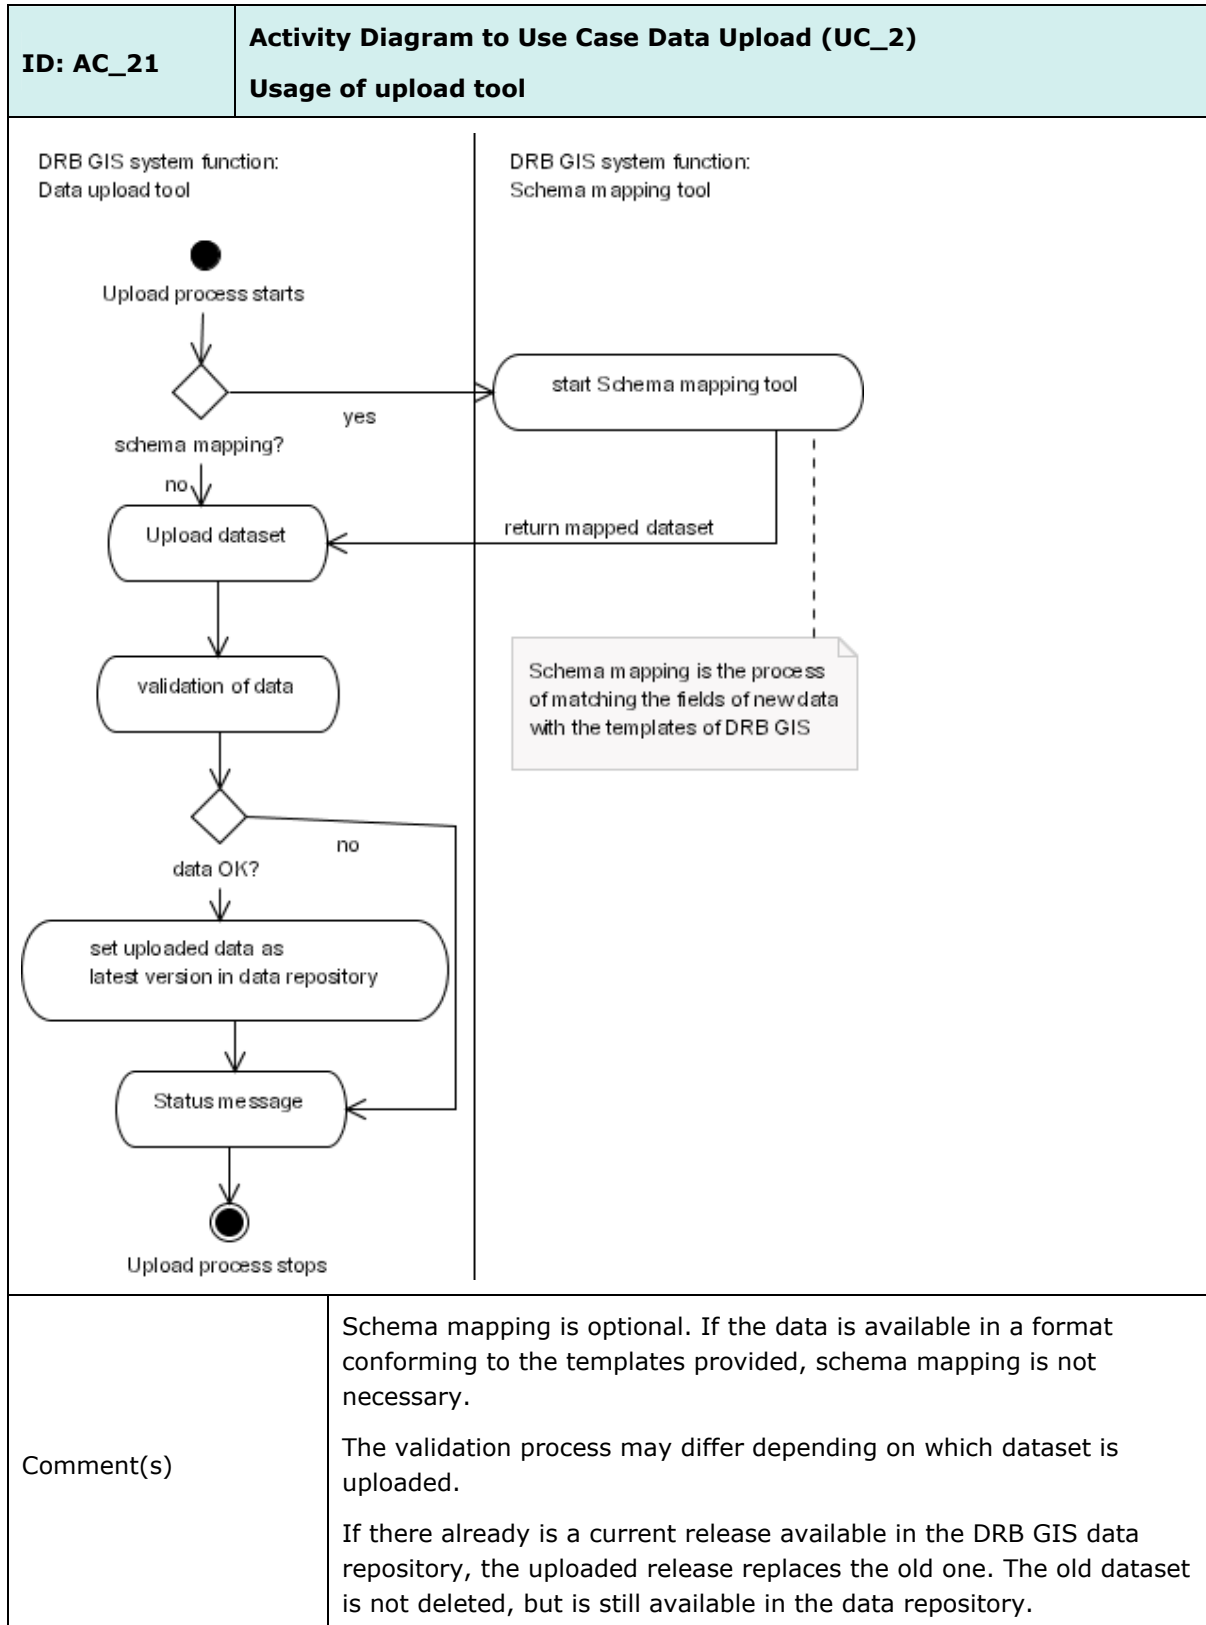 ID: AC_21
Activity Diagram to Use Case Data Upload (UC_2)
Usage of upload tool
DRB GIS system function:
Data upload tool
DRB GIS system function:
Schema mapping tool
Upload process starts
start Schema mapping tool
yes
schema mapping?
no
Upload dataset
return mapped dataset
validation of data
Schema mapping is the process
of matching the fields of new data
with the templates of DRB GIS
no
data OK?
set uploaded data as
latest version in data repository
Status message
Upload process stops
Comment(s)
Schema mapping is optional. If the data is available in a format
conforming to the templates provided, schema mapping is not
necessary.
The validation process may differ depending on which dataset is
uploaded.
If there already is a current release available in the DRB GIS data
repository, the uploaded release replaces the old one. The old dataset
is not deleted, but is still available in the data repository.